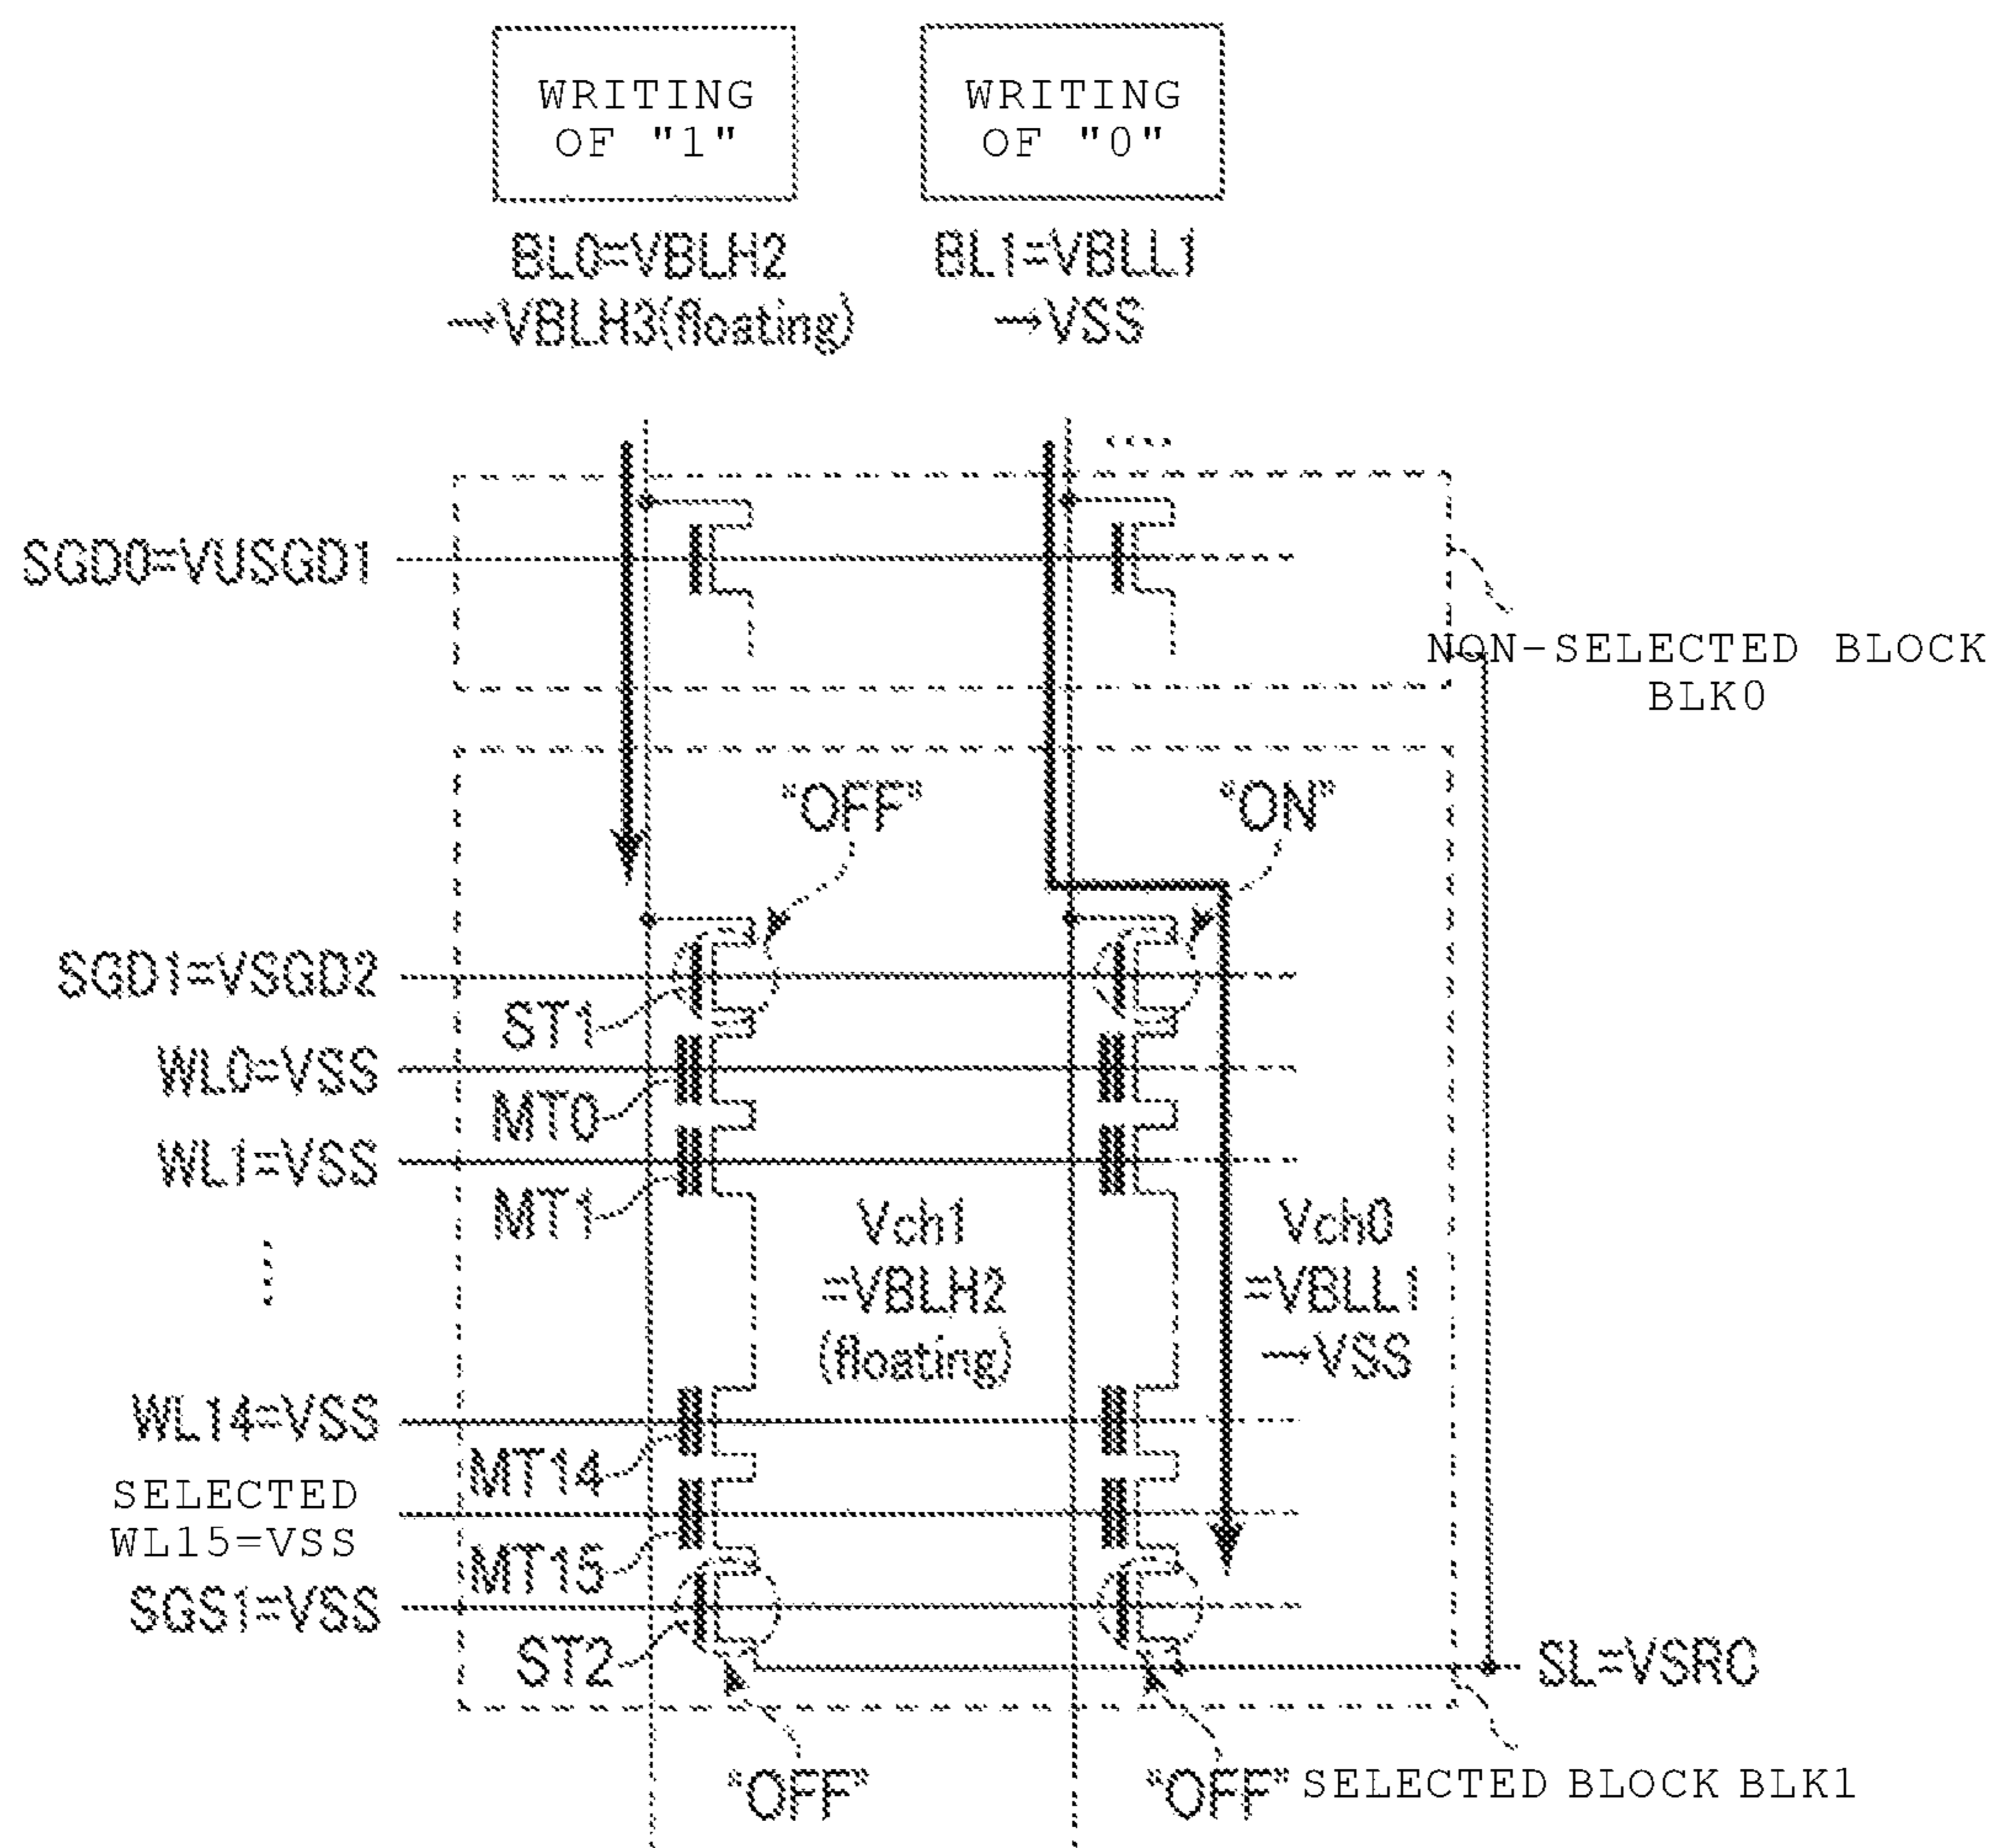 WRITING
OF "1"
WRITING
OF "0"
BL0=VBLH2
→VBLH3(floating)
BL1=VBLL1
→VSS
SGD0=VUSGD1
NON-SELECTED BLOCK
BLK0
"OFF"
"ON"
SGD1=VSGD2
ST1
WL0=VSS
MT0
WL1=VSS
MT1
Vch1
=VBLH2
(floating)
Vch0
=VBLL1
→VSS
WL14=VSS
MT14
SELECTED
WL15=VSS
MT15
SGS1=VSS
ST2
SL=VSRC
"OFF"
"OFF"
SELECTED BLOCK BLK1